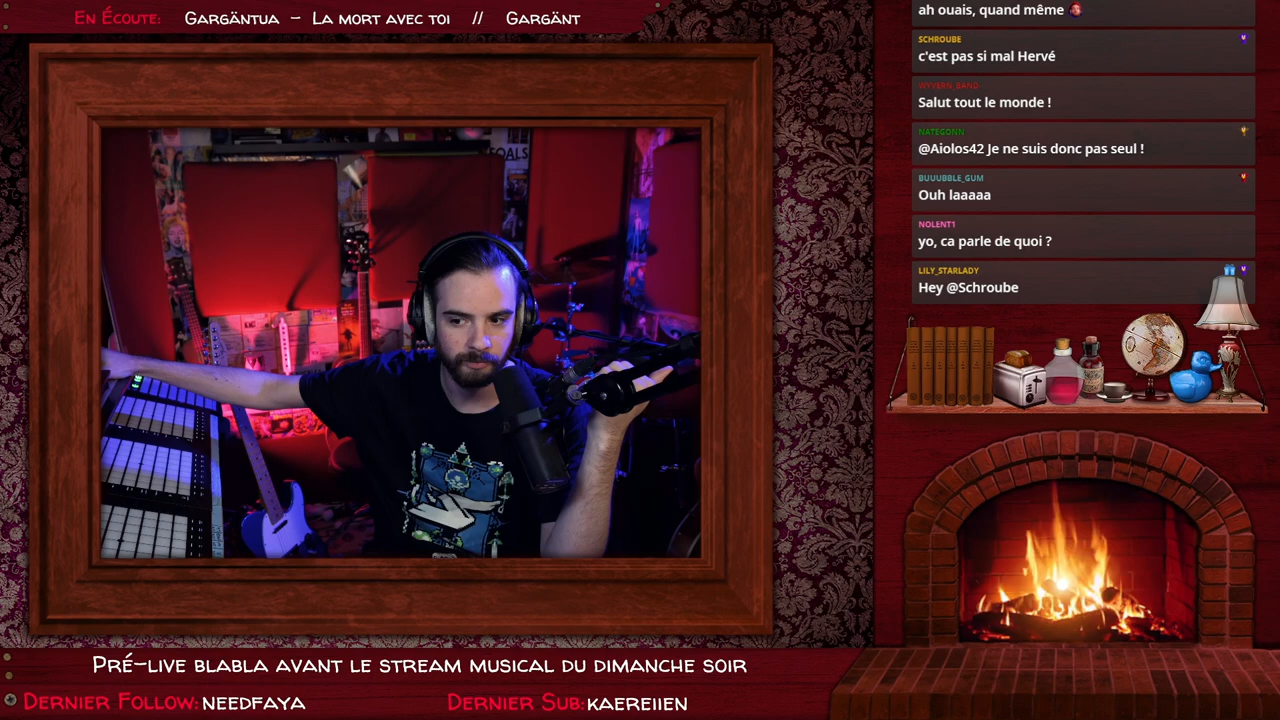 En Écoute: Gargäntua - La mort avec toi // Gargänt
FOALS
ah ouais, quand même
SCHROUBE
c'est pas si mal Hervé
WYVERN_BAND
Salut tout le monde !
NATEGONN
@Aiolos42 Je ne suis donc pas seul !
BUUUBBLE_GUM
Ouh laaaaa
NOLENT1
yo, ca parle de quoi ?
LILY_STARLADY
Hey @Schroube
Pré-live blabla avant le stream musical du dimanche soir
Dernier Follow: needfaya
Dernier Sub: kaereiien